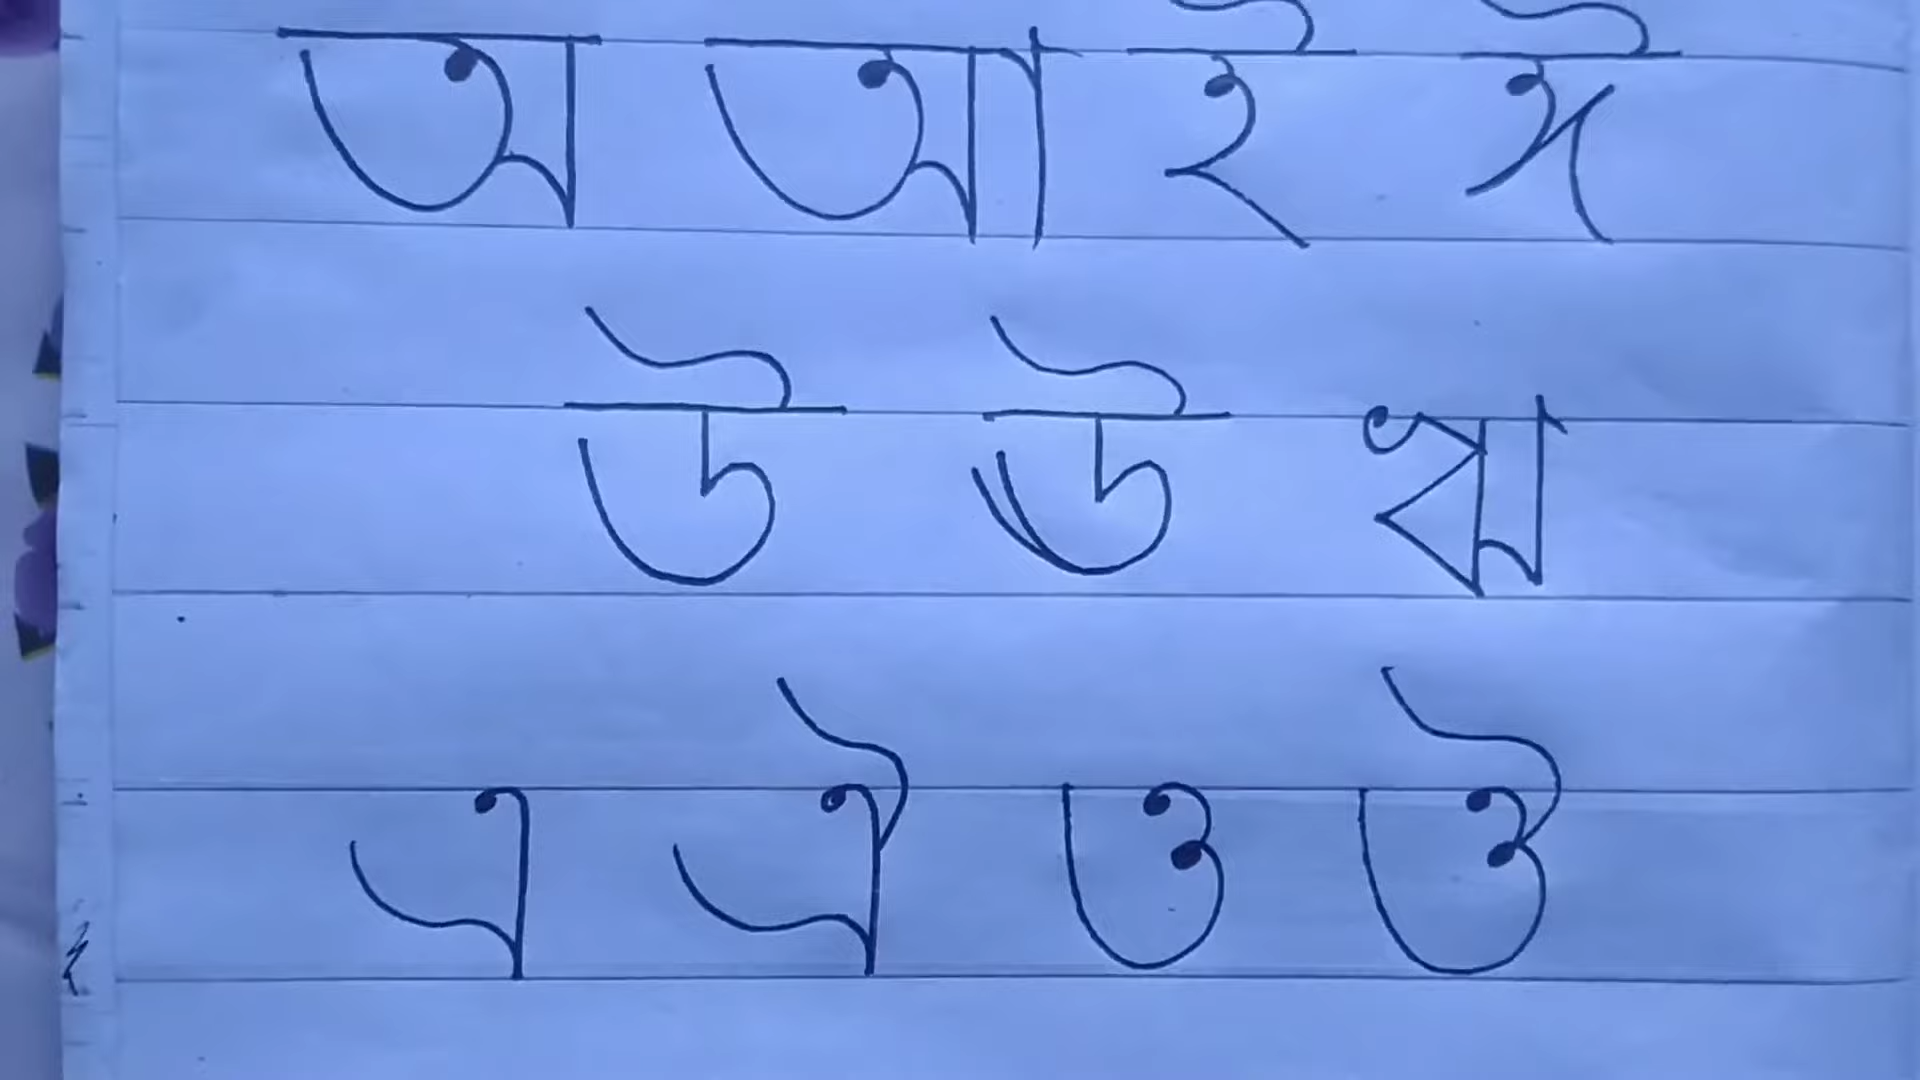 অ আ ই ঈ
উ ঊ ঋ
এ ঐ ও ঔ